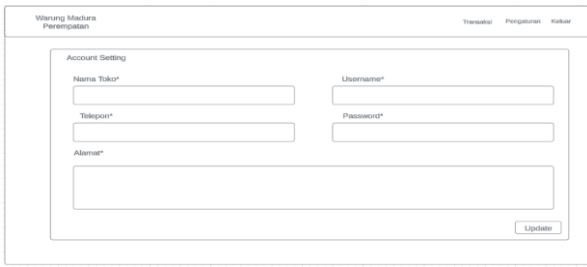 Warung Madura
Perempatan
Transaksi Pengaturan Keluar
Account Setting
Nama Toko*
Username*
Telepon*
Password*
Alamat*
Update